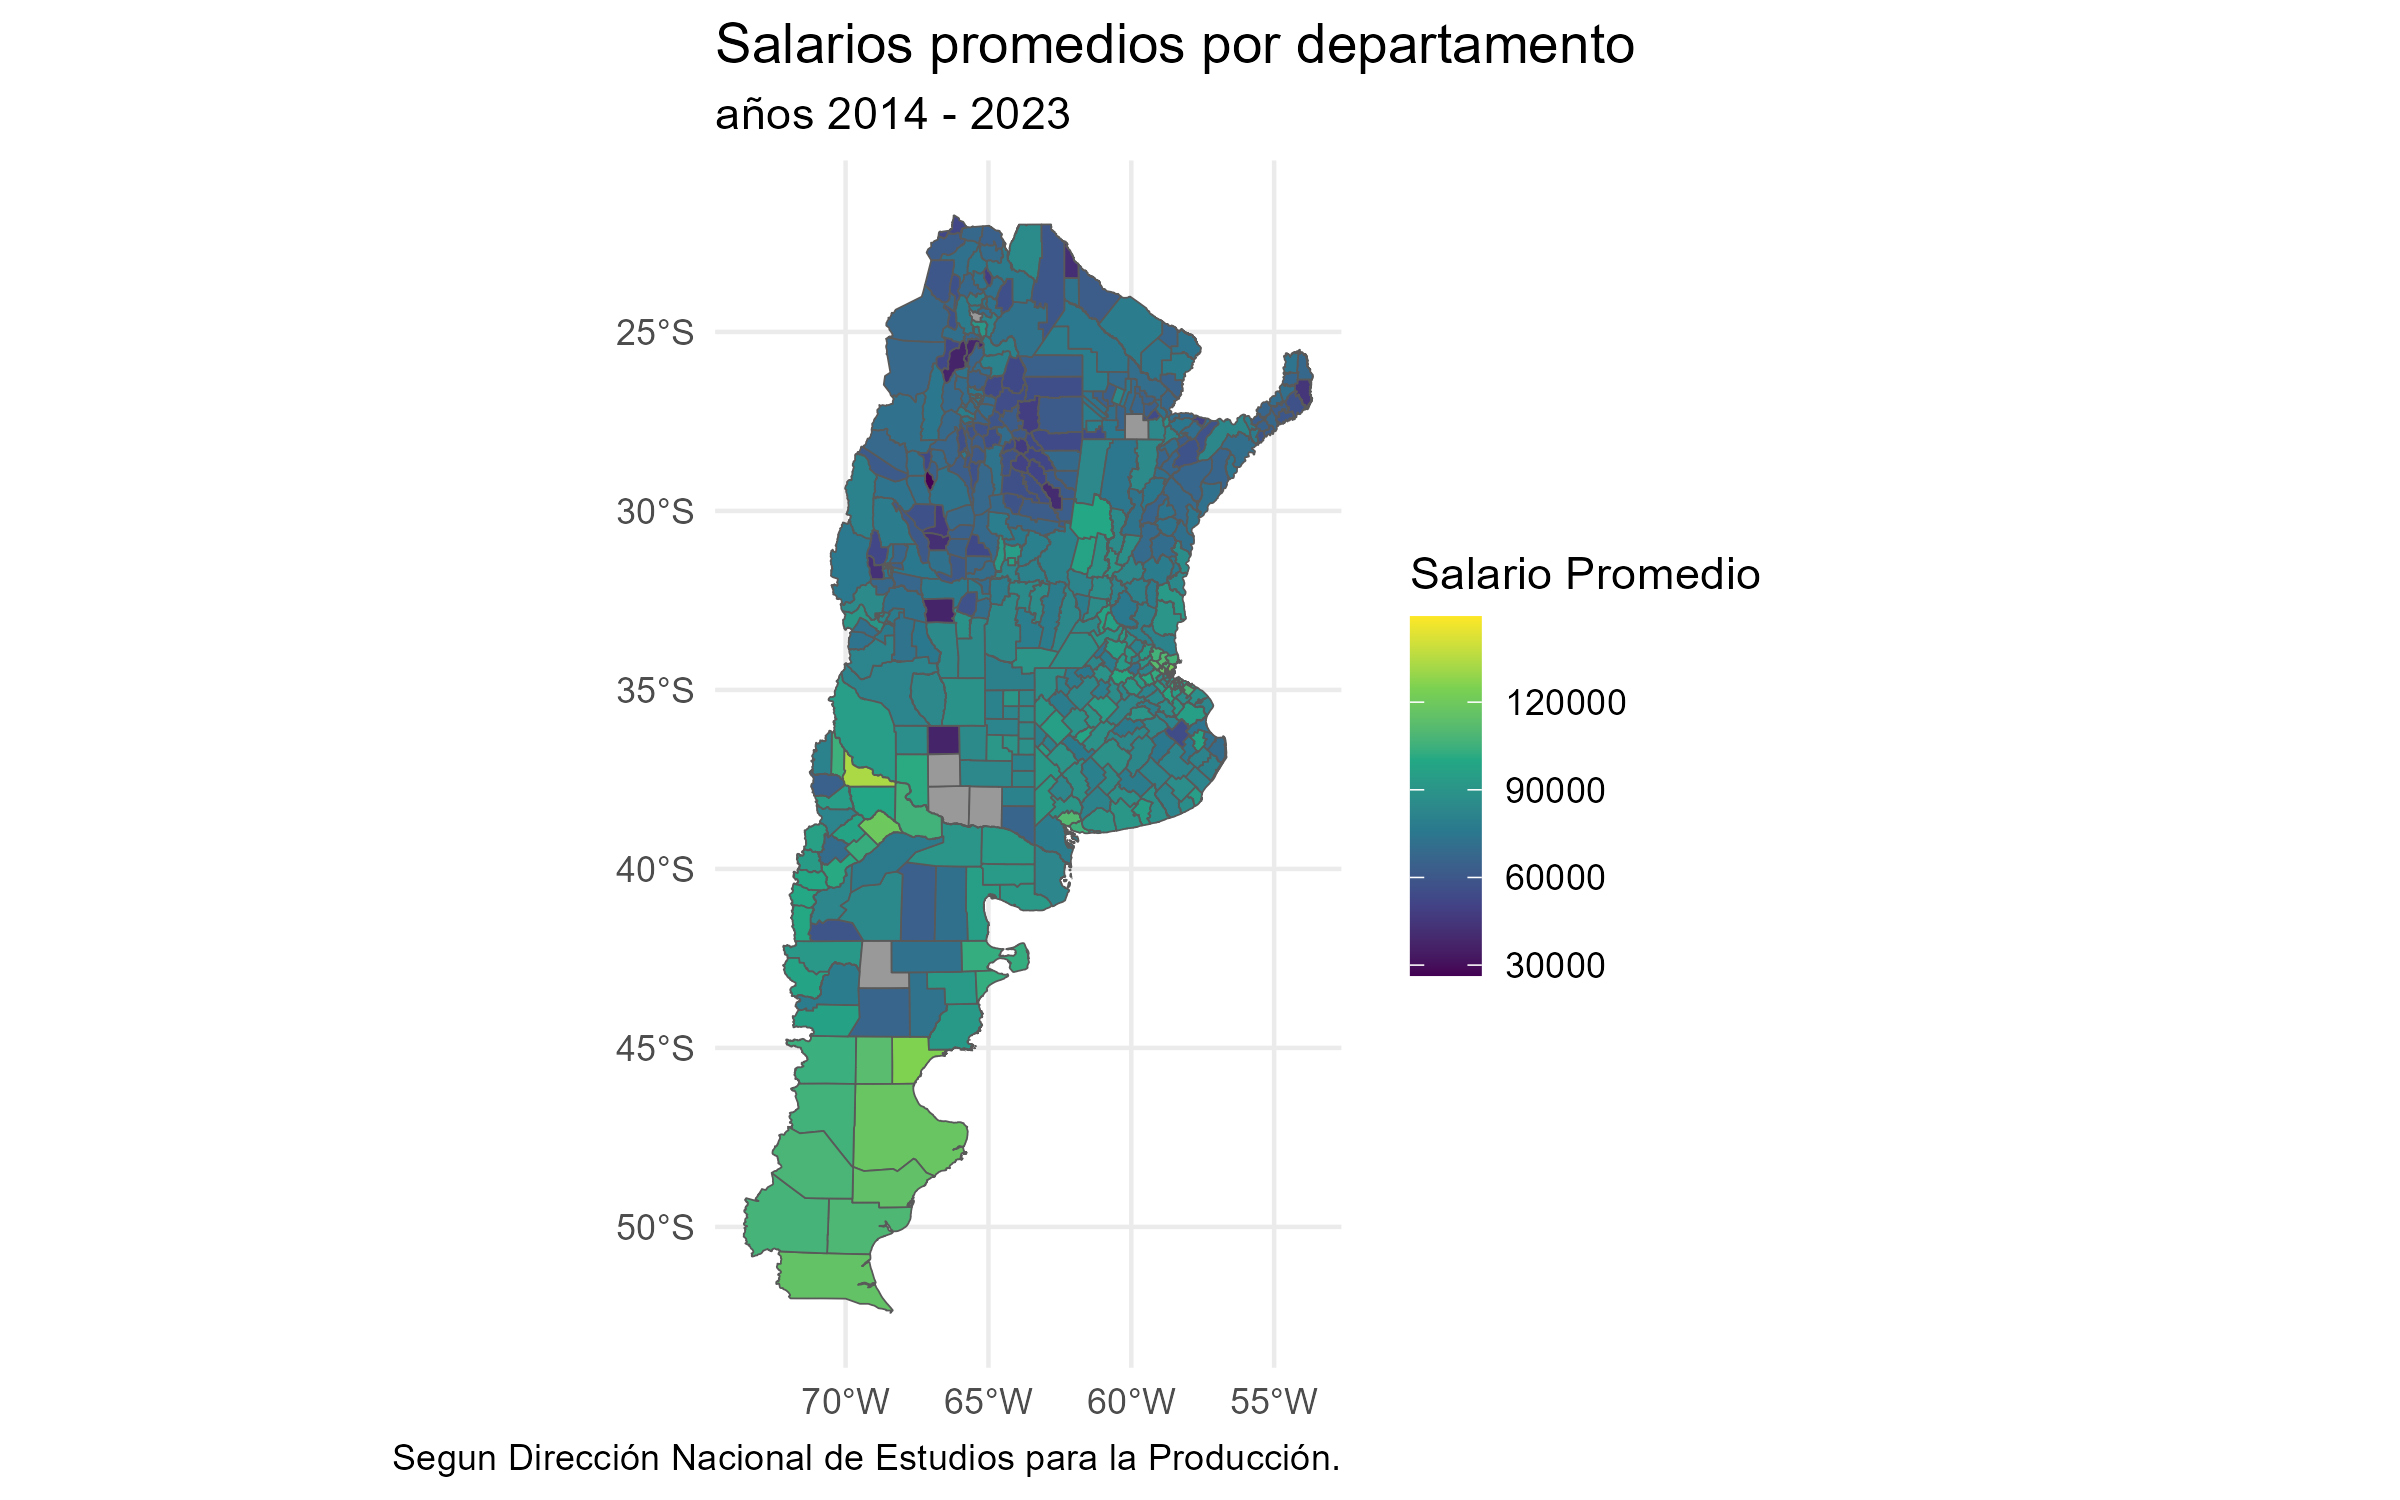 Salarios promedios por departamento
años 2014 - 2023
25°S
30°S
35°S
40°S
45°S
50°S
70°W
65°W
60°W
55°W
Salario Promedio
120000
90000
60000
30000
Segun Dirección Nacional de Estudios para la Producción.